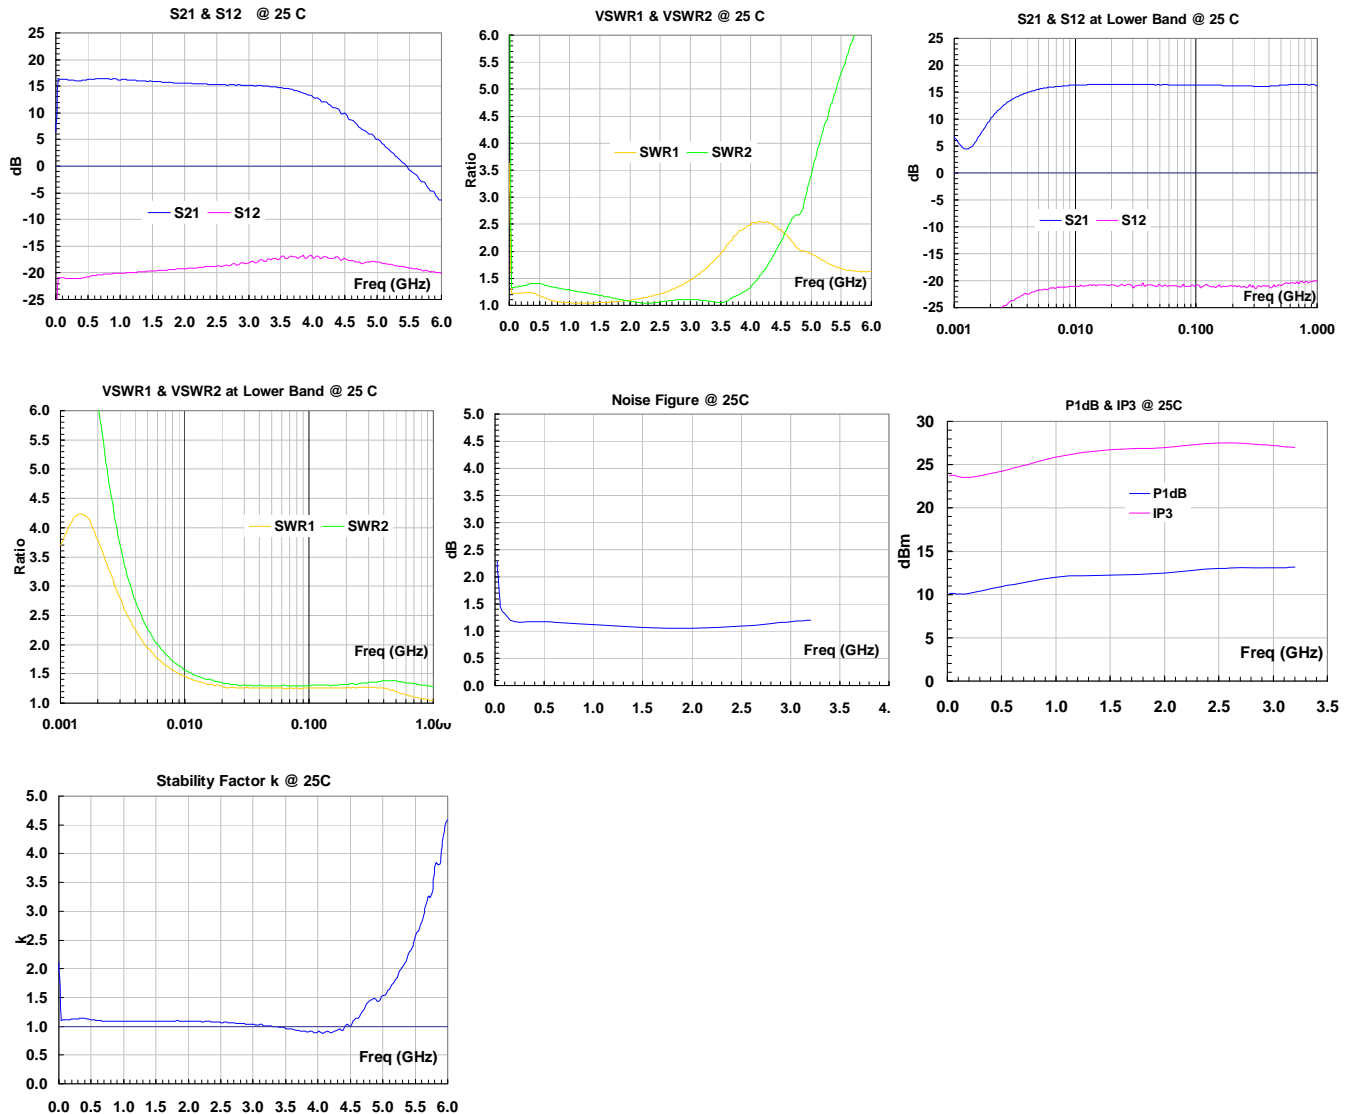 S21 & S12 @ 25 C
25
20
15
10
5
0
-5
-10
-15
-20
-25
dB
S21 S12
Freq (GHz)
0.0 0.5 1.0 1.5 2.0 2.5 3.0 3.5 4.0 4.5 5.0 5.5 6.0
VSWR1 & VSWR2 @ 25 C
6.0
5.5
5.0
4.5
4.0
3.5
3.0
2.5
2.0
1.5
1.0
Ratio
SWR1 SWR2
Freq (GHz)
0.0 0.5 1.0 1.5 2.0 2.5 3.0 3.5 4.0 4.5 5.0 5.5 6.0
S21 & S12 at Lower Band @ 25 C
25
20
15
10
5
0
-5
-10
-15
-20
-25
dB
S21 S12
Freq (GHz)
0.001 0.010 0.100 1.000
VSWR1 & VSWR2 at Lower Band @ 25 C
6.0
5.5
5.0
4.5
4.0
3.5
3.0
2.5
2.0
1.5
1.0
Ratio
SWR1 SWR2
Freq (GHz)
0.001 0.010 0.100 1.000
Noise Figure @ 25C
5.0
4.5
4.0
3.5
3.0
2.5
2.0
1.5
1.0
0.5
0.0
dB
Freq (GHz)
0.0 0.5 1.0 1.5 2.0 2.5 3.0 3.5 4.
P1dB & IP3 @ 25C
30
25
20
15
10
5
0
dBm
P1dB
IP3
Freq (GHz)
0.0 0.5 1.0 1.5 2.0 2.5 3.0 3.5
Stability Factor k @ 25C
5.0
4.5
4.0
3.5
3.0
2.5
2.0
1.5
1.0
0.5
0.0
k
Freq (GHz)
0.0 0.5 1.0 1.5 2.0 2.5 3.0 3.5 4.0 4.5 5.0 5.5 6.0